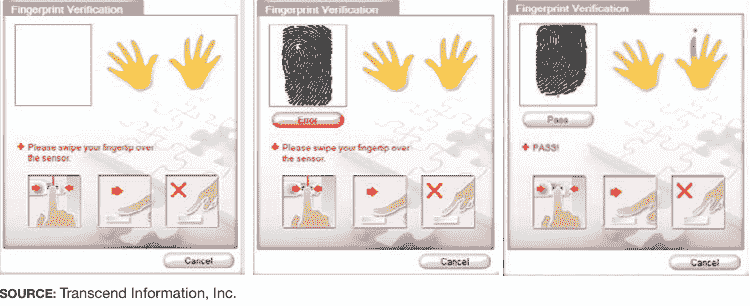 Fingerprint Verification
Please swipe your fingertip over
the sensor.
Cancel
Fingerprint Verification
Error
Please swipe your fingertip over
the sensor.
Cancel
Fingerprint Verification
Pass
PASS!
Cancel
SOURCE: Transcend Information, Inc.